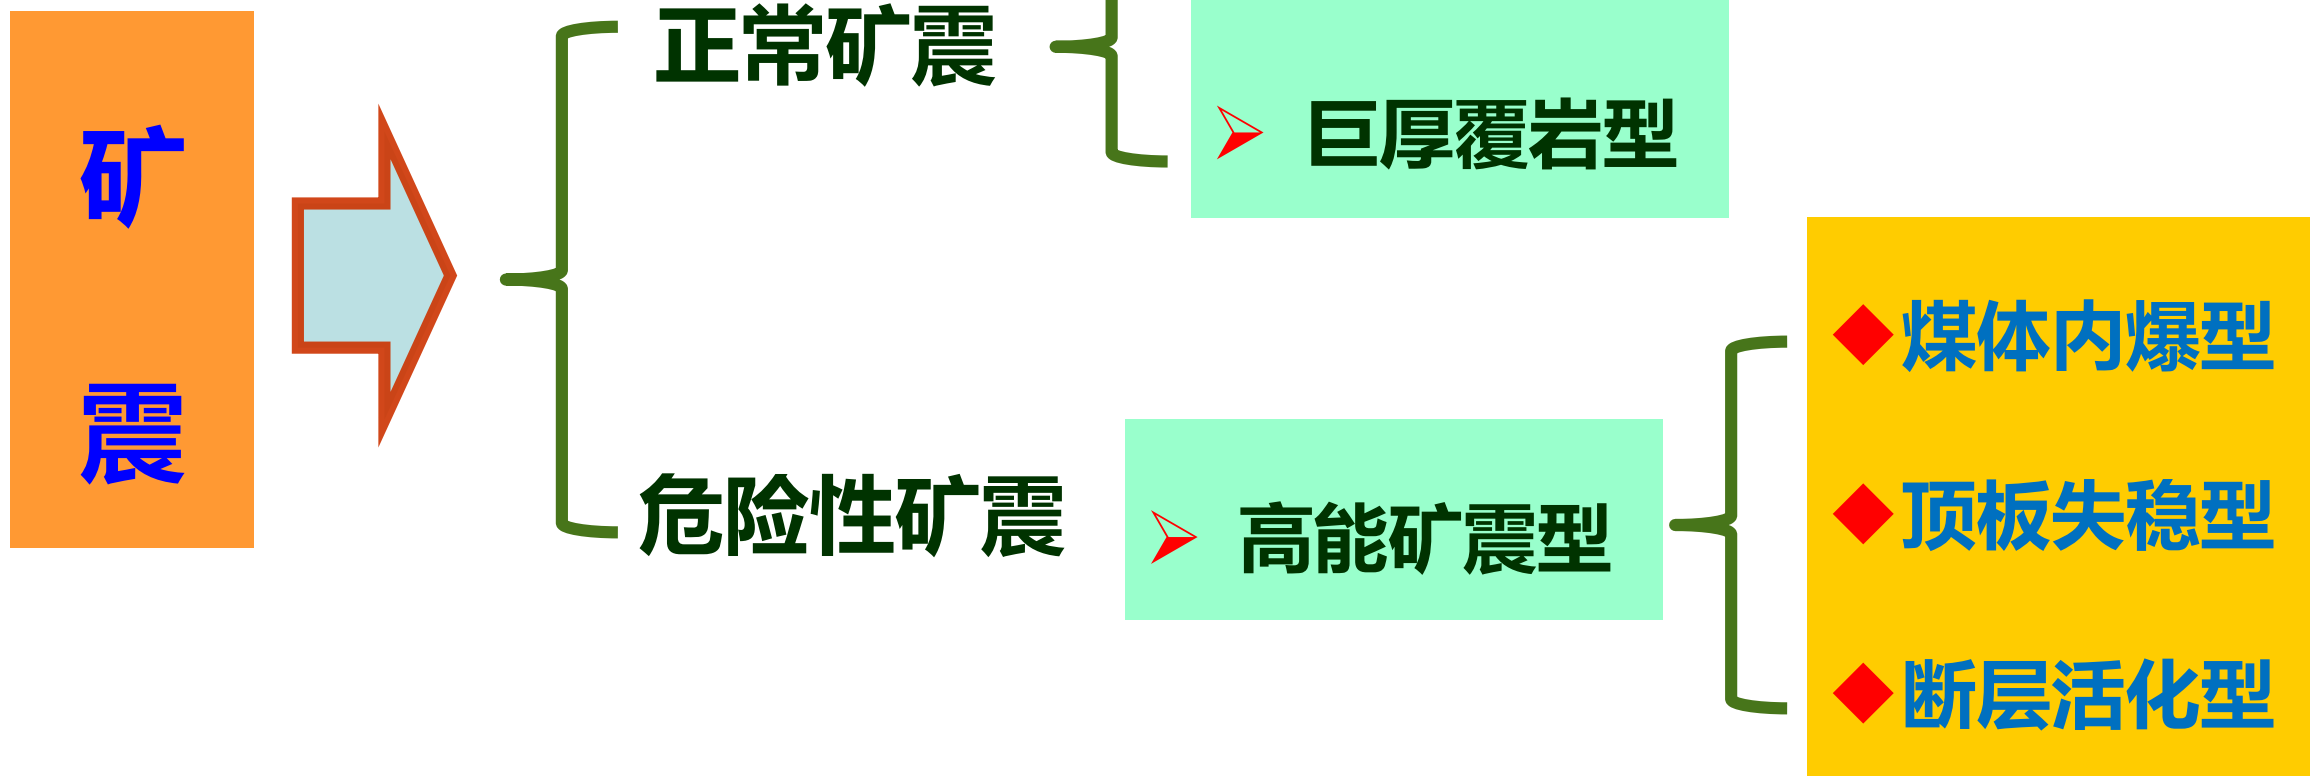 矿
震
正常矿震
巨厚覆岩型
危险性矿震
高能矿震型
煤体内爆型
顶板失稳型
断层活化型